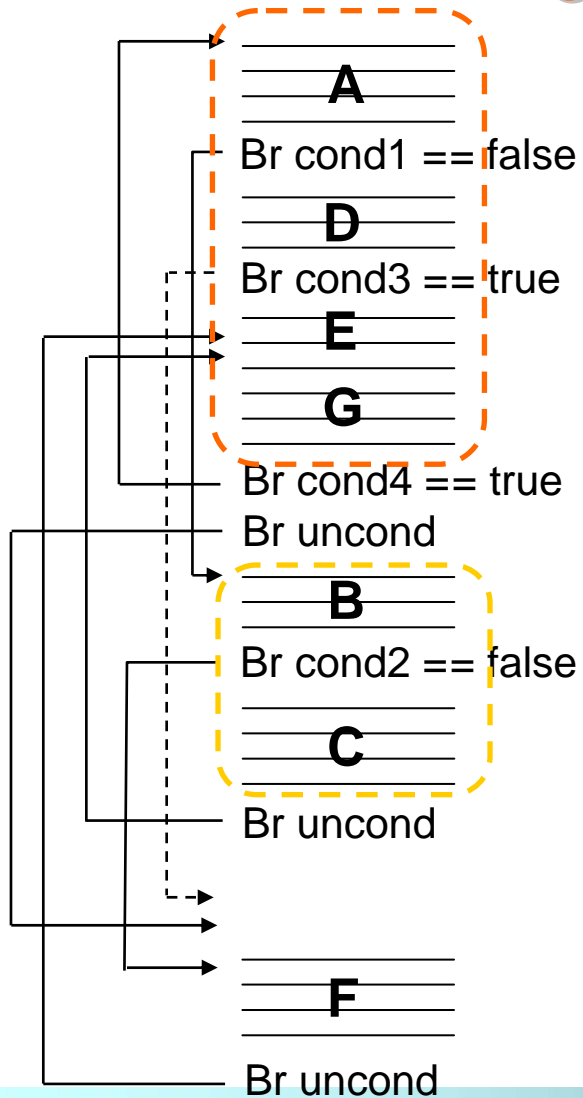 A
Br cond1 == false
D
Br cond3 == true
E
G
Br cond4 == true
Br uncond
B
Br cond2 == false
C
Br uncond
F
Br uncond